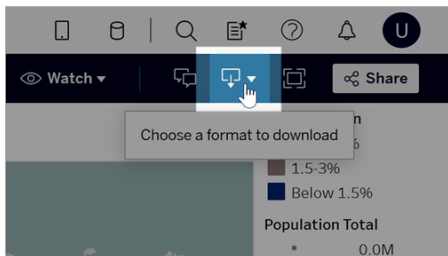 U
Watch
Share
Choose a format to download
n
%
1.5-3%
Below 1.5%
Population Total
0.0M